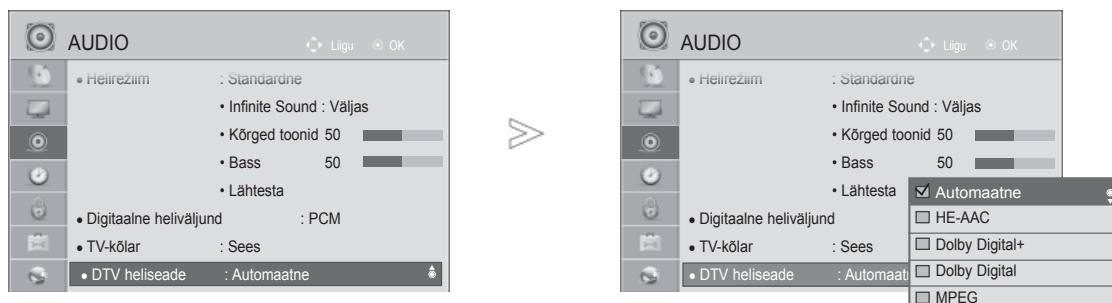 AUDIO
Liigu
OK
• Helirežiim : Standardne
• Infinite Sound : Väljas
• Kõrged toonid 50
• Bass 50
• Lähtesta
• Digitaalne heliväljund : PCM
• TV-kõlar : Sees
• DTV heliseade : Automaatne
AUDIO
Liigu
OK
• Helirežiim : Standardne
• Infinite Sound : Väljas
• Kõrged toonid 50
• Bass 50
• Lähtesta
• Digitaalne heliväljund
• TV-kõlar : Sees
• DTV heliseade : Automaat
Automaatne
HE-AAC
Dolby Digital+
Dolby Digital
MPEG